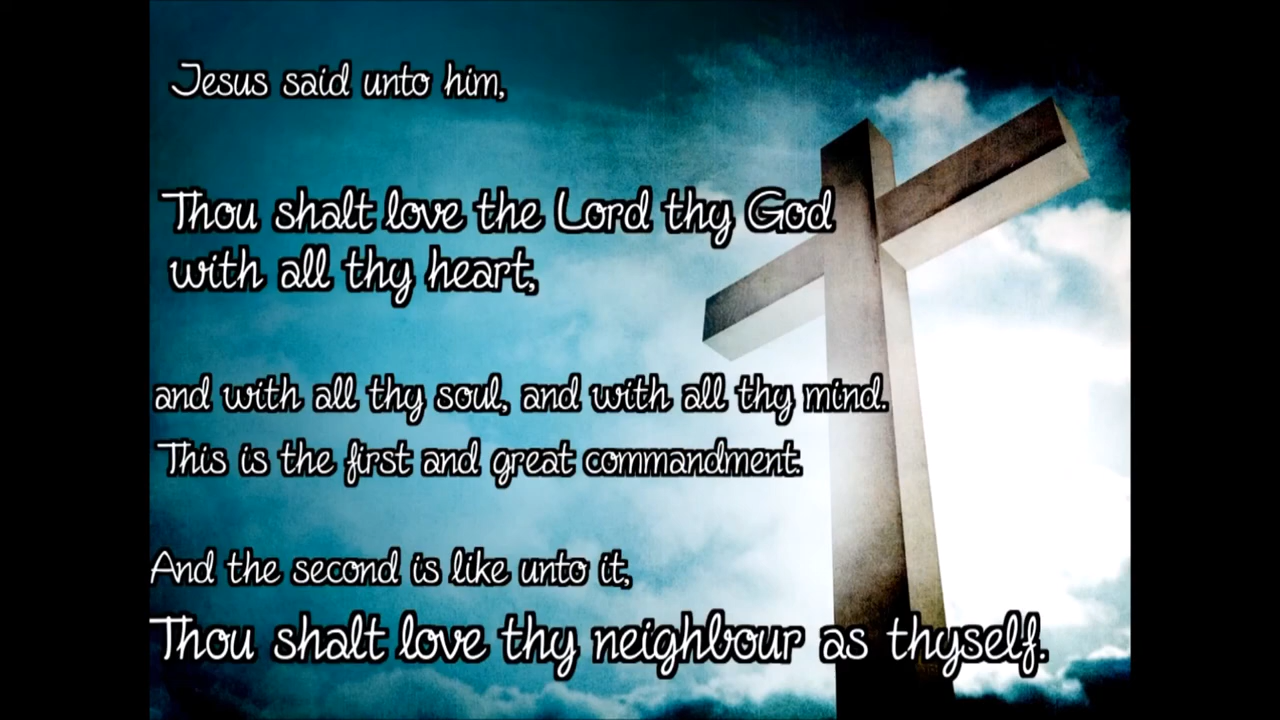 Jesus said unto him,
Thou shalt love the Lord thy God
with all thy heart,
and with all thy soul, and with all thy mind.
This is the first and great commandment.
And the second is like unto it,
Thou shalt love thy neighbour as thyself.